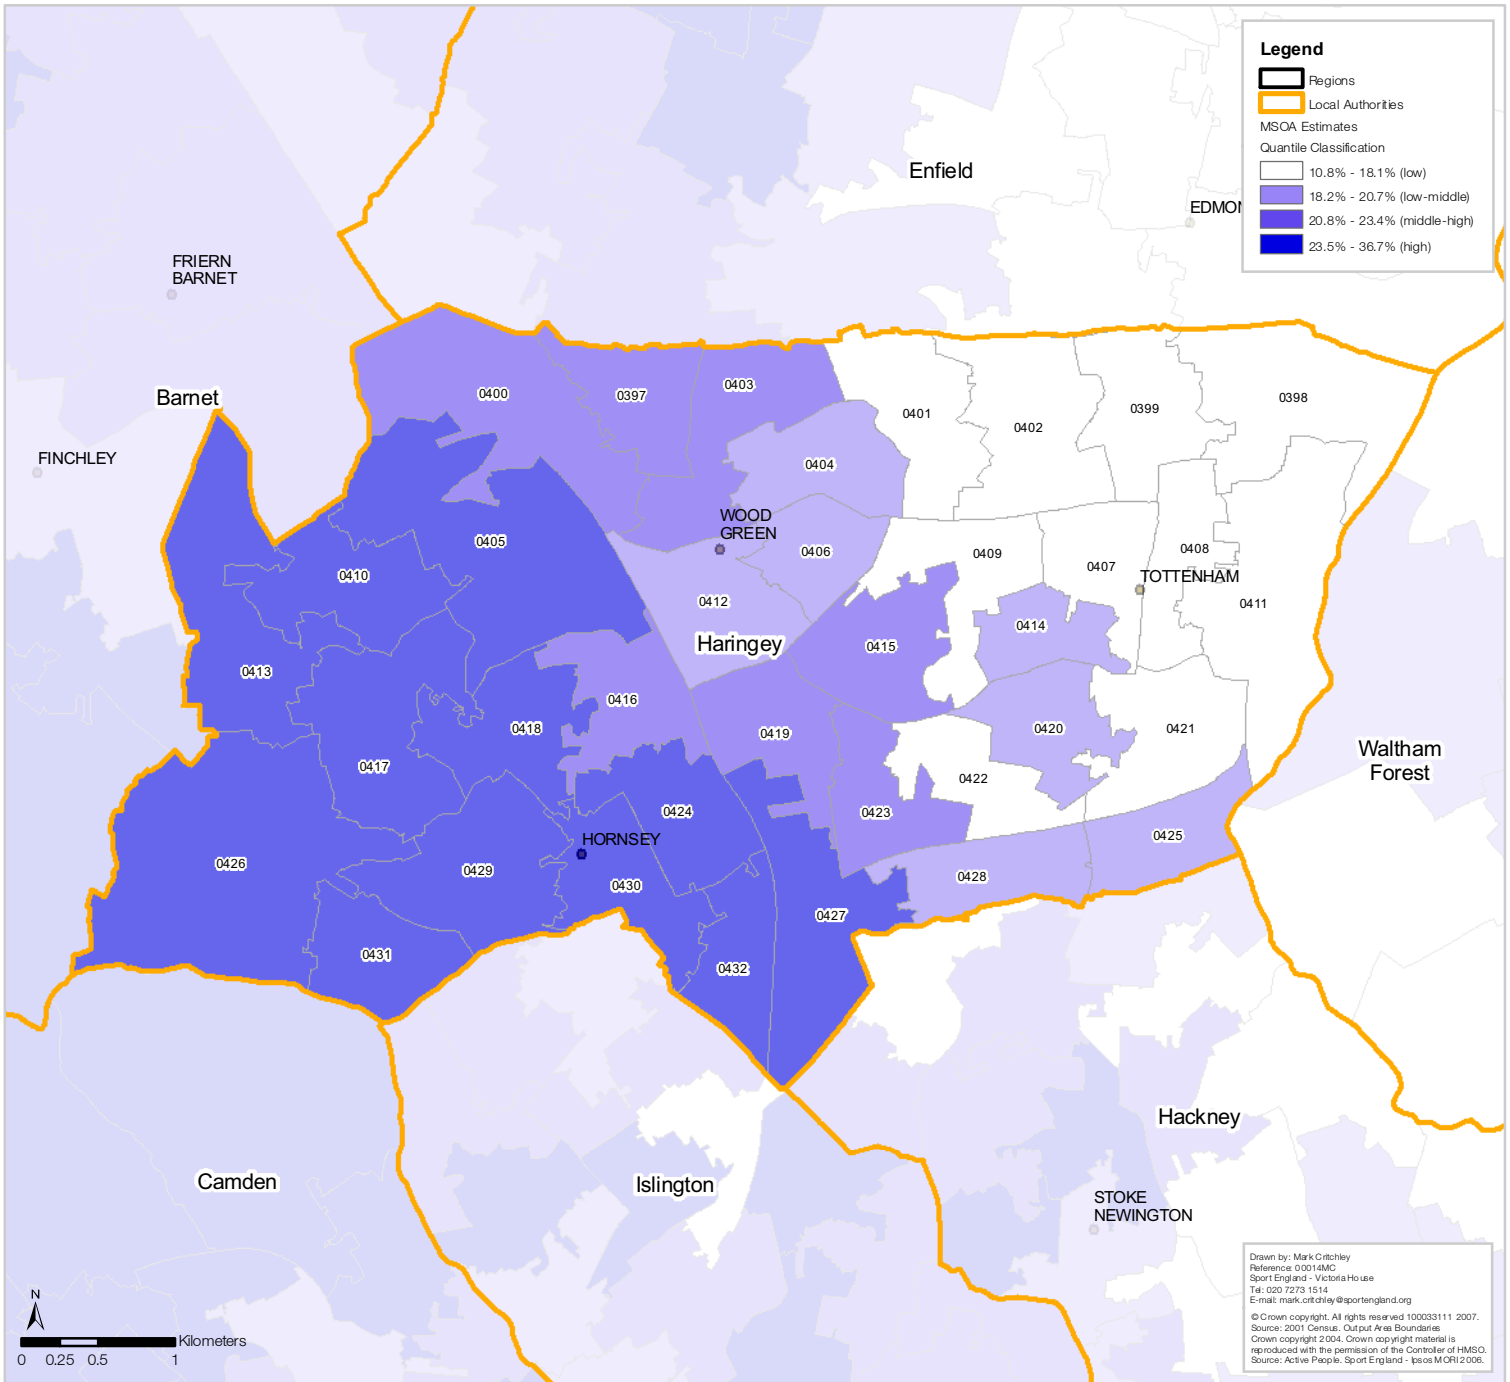 Legend
Regions
Local Authorities
MSOA Estimates
Quantile Classification
10.8% - 18.1% (low)
18.2% - 20.7% (low-middle)
20.8% - 23.4% (middle-high)
23.5% - 36.7% (high)
Enfield
EDMON
FRIERN
BARNET
Barnet
FINCHLEY
0400
0397
0403
0401
0402
0399
0398
0404
WOOD
GREEN
0405
0406
0409
0407
0408
TOTTENHAM
0410
0412
0411
0414
Haringey
0415
0413
0416
0418
0419
0420
0421
0417
0422
Waltham
Forest
0424
0423
HORNSEY
0425
0426
0429
0430
0428
0427
0431
0432
Hackney
Camden
Islington
STOKE
NEWINGTON
N
Kilometers
0 0.25 0.5 1
Drawn by: Mark Critchley
Reference: 00014MC
Sport England - Victoria House
Tel: 020 7273 1514
E-mail: mark.critchley@sportengland.org
© Crown copyright. All rights reserved 100033111 2007.
Source: 2001 Census. Output Area Boundaries
Crown copyright 2004. Crown copyright material is
reproduced with the permission of the Controller of HMSO.
Source: Active People. Sport England - Ipsos MORI 2006.